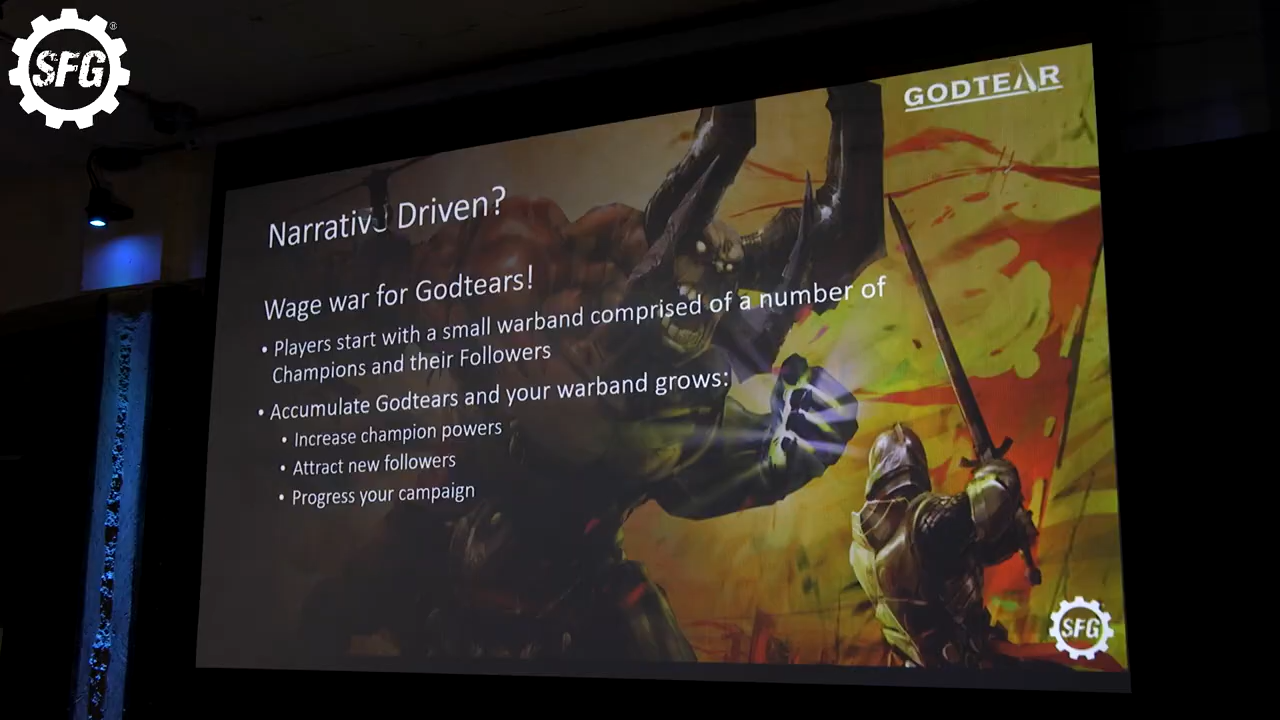 SFG®
GODTEAR
Narrative Driven?
Wage war for Godtears!
• Players start with a small warband comprised of a number of
Champions and their Followers
• Accumulate Godtears and your warband grows:
• Increase champion powers
• Attract new followers
• Progress your campaign
SFG